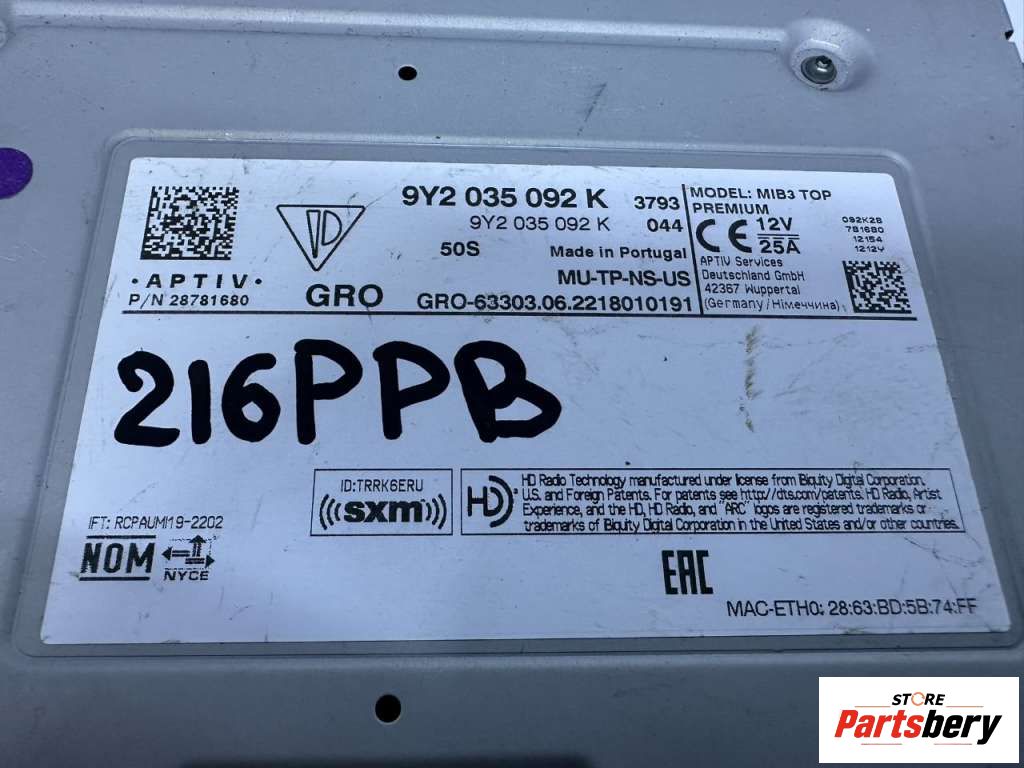 9Y2 035 092 K 3793
9Y2 035 092 K 044
50S Made in Portugal
MU-TP-NS-US
· APTIV ·
P/N 28781680
GRO GRO-63303.06.2218010191
MODEL: MIB3 TOP
PREMIUM
CE 12V
25A
APTIV Services
Deutschland GmbH
42367 Wuppertal
(Germany/Німеччина)
092K28
781680
12154
1212Y
216PPB
ID:TRRK6ERU
((((sxm))))
HD
HD Radio Technology manufactured under license from iBiquity Digital Corporation.
U.S. and Foreign Patents. For patents see http://dts.com/patents. HD Radio, Artist
Experience, and the HD, HD Radio, and "ARC" logos are registered trademarks or
trademarks of iBiquity Digital Corporation in the United States and/or other countries.
IFT: RCPAUMI19-2202
NOM
NYCE
EAC
MAC-ETH0: 28:63:BD:5B:74:FF
STORE
Partsbery